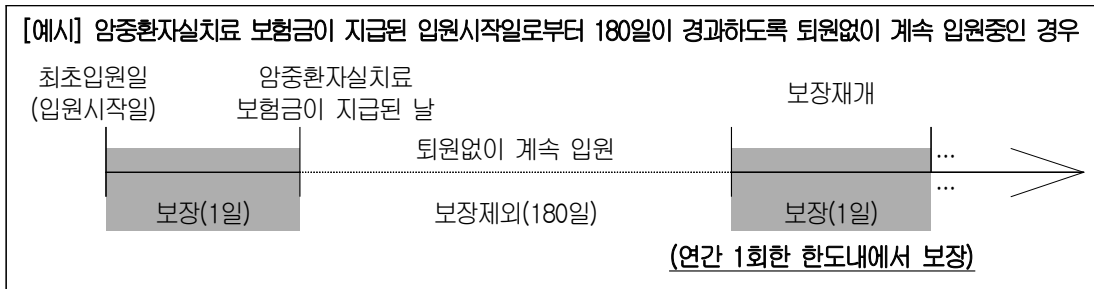 [예시] 암중환자실치료 보험금이 지급된 입원시작일로부터 180일이 경과하도록 퇴원없이 계속 입원중인 경우
최초입원일
(입원시작일)
암중환자실치료
보험금이 지급된 날
보장재개
퇴원없이 계속 입원
...
...
보장(1일)
보장제외(180일)
보장(1일)
(연간 1회한 한도내에서 보장)